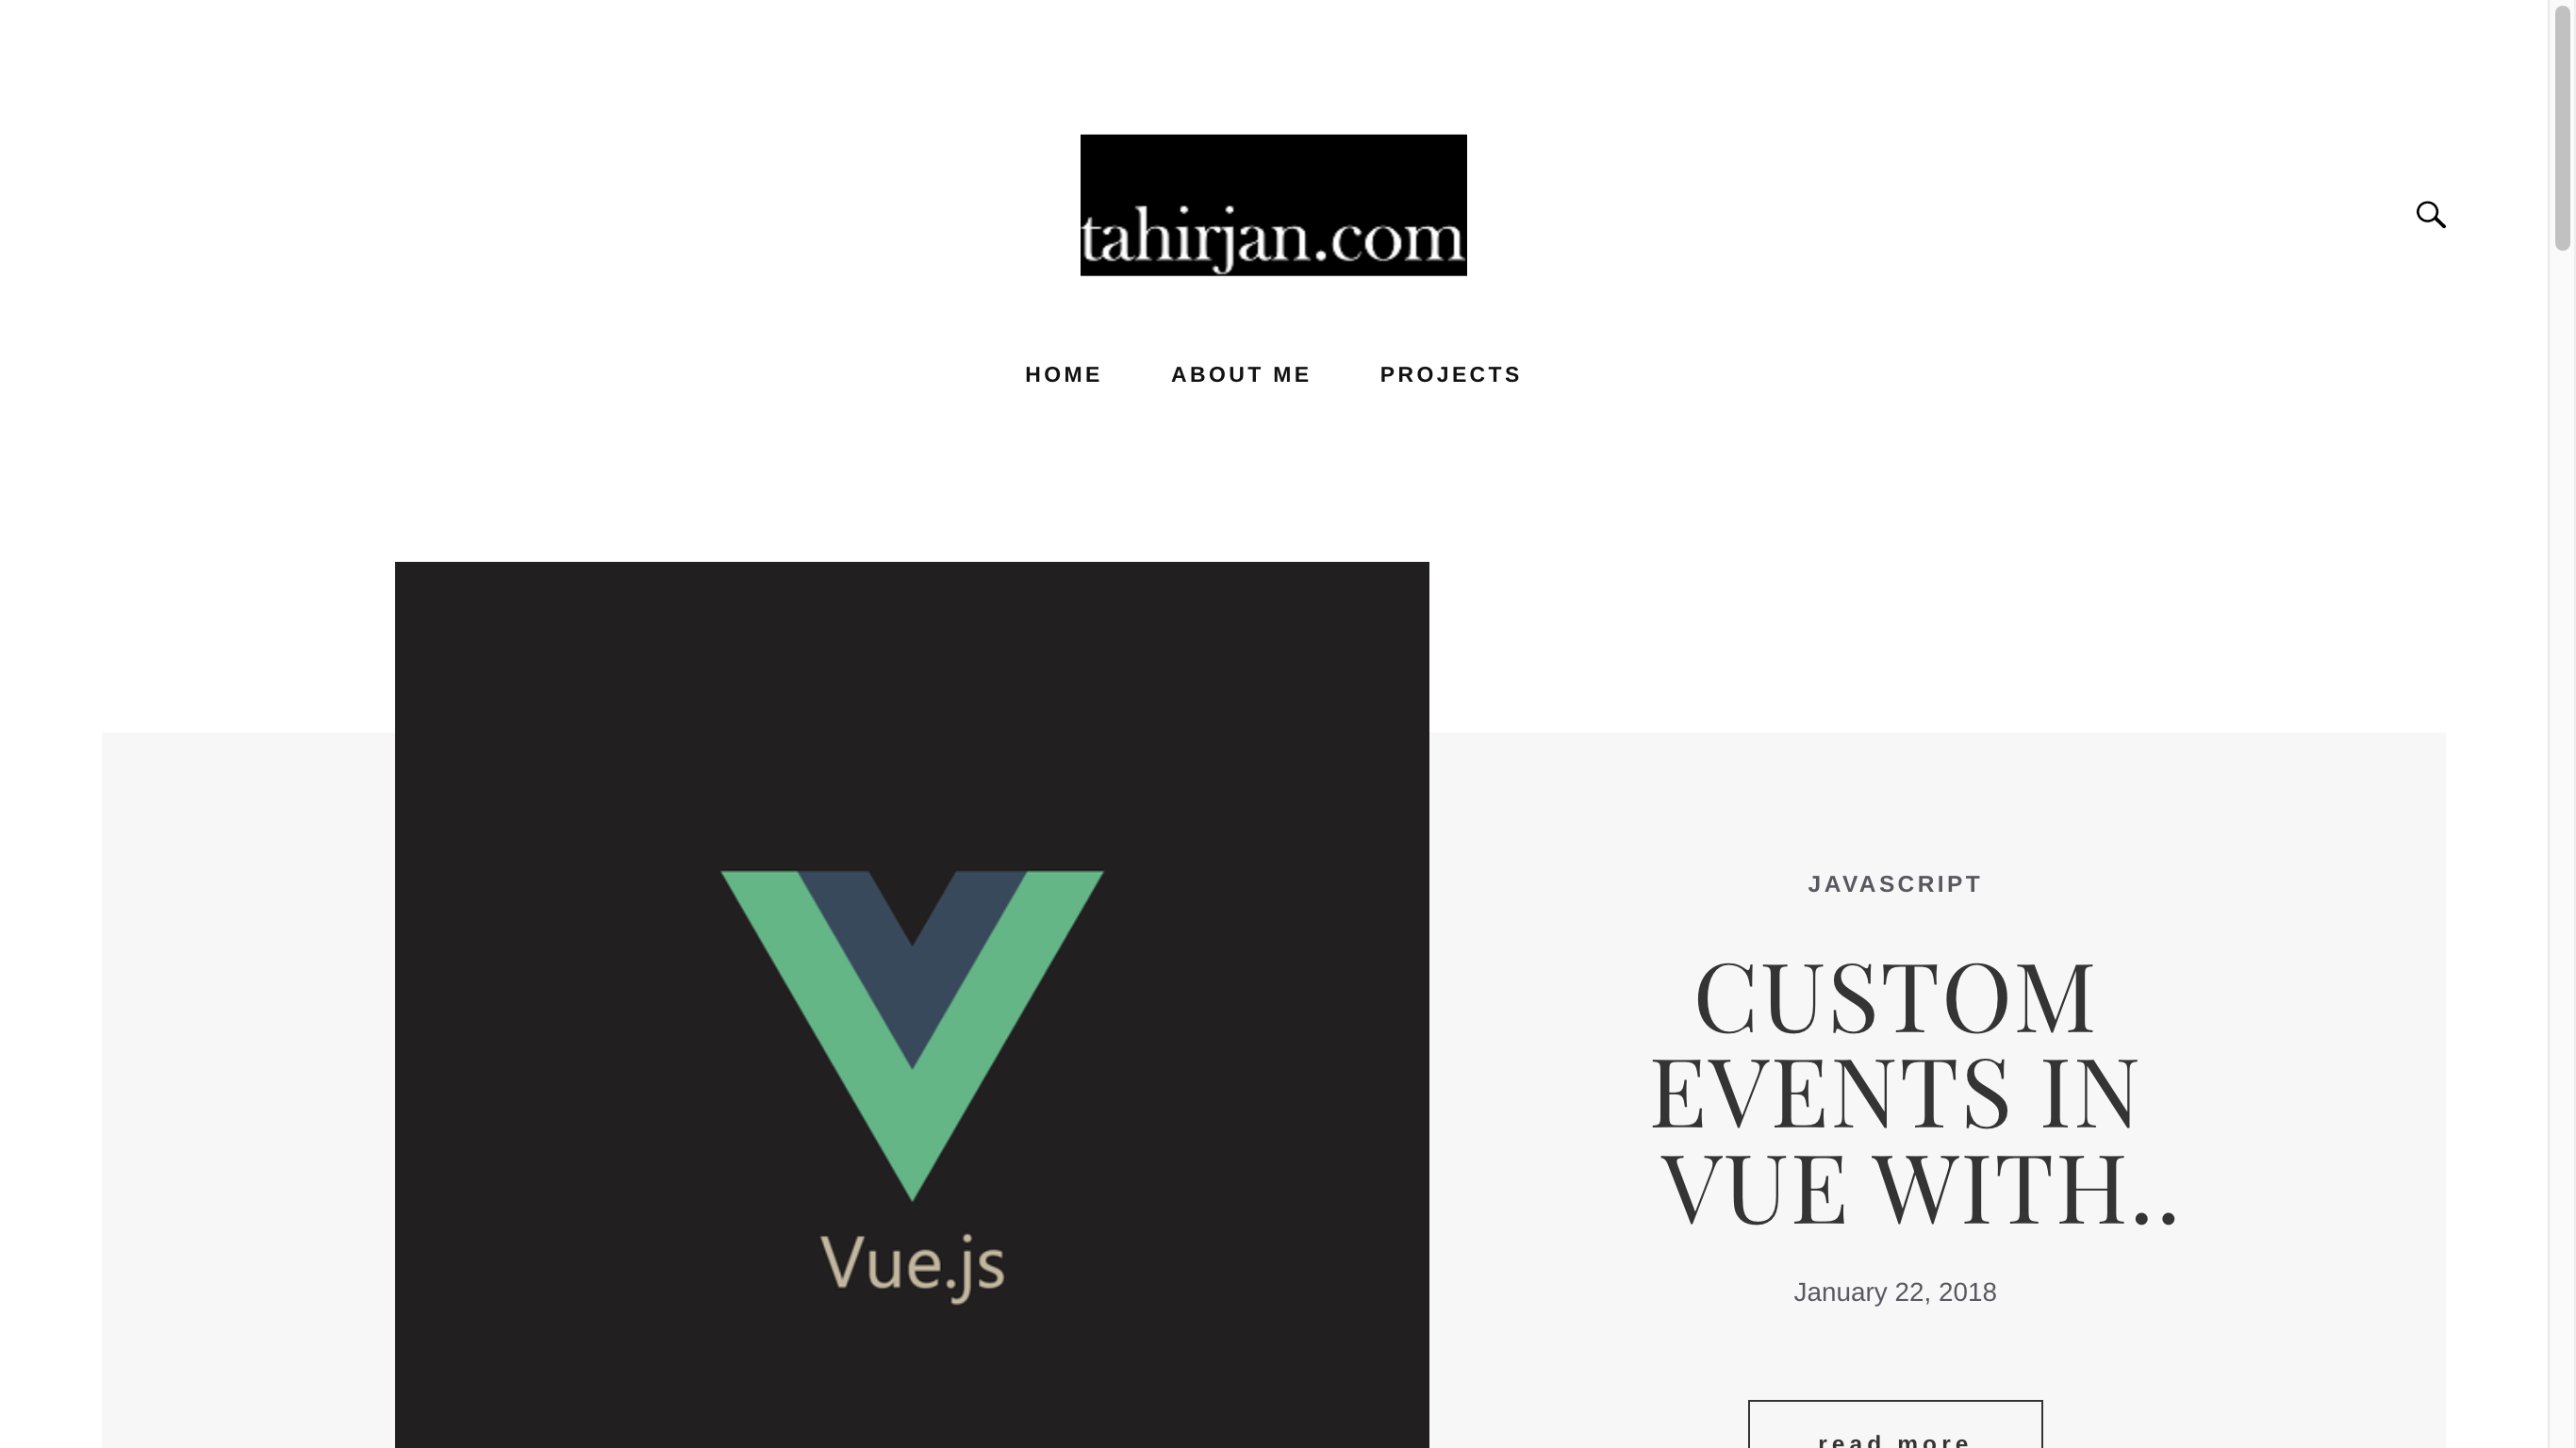 tahirjan.com
HOME ABOUT ME PROJECTS
Vue.js
JAVASCRIPT
CUSTOM
EVENTS IN
VUE WITH..
January 22, 2018
read more